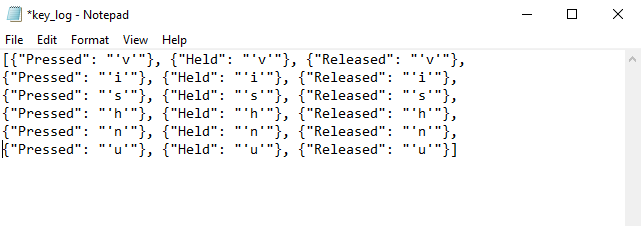 *key_log - Notepad
File Edit Format View Help
[{"Pressed": "'v'"}, {"Held": "'v'"}, {"Released": "'v'"},
{"Pressed": "'i'"}, {"Held": "'i'"}, {"Released": "'i'"},
{"Pressed": "'s'"}, {"Held": "'s'"}, {"Released": "'s'"},
{"Pressed": "'h'"}, {"Held": "'h'"}, {"Released": "'h'"},
{"Pressed": "'n'"}, {"Held": "'n'"}, {"Released": "'n'"},
{"Pressed": "'u'"}, {"Held": "'u'"}, {"Released": "'u'"}]